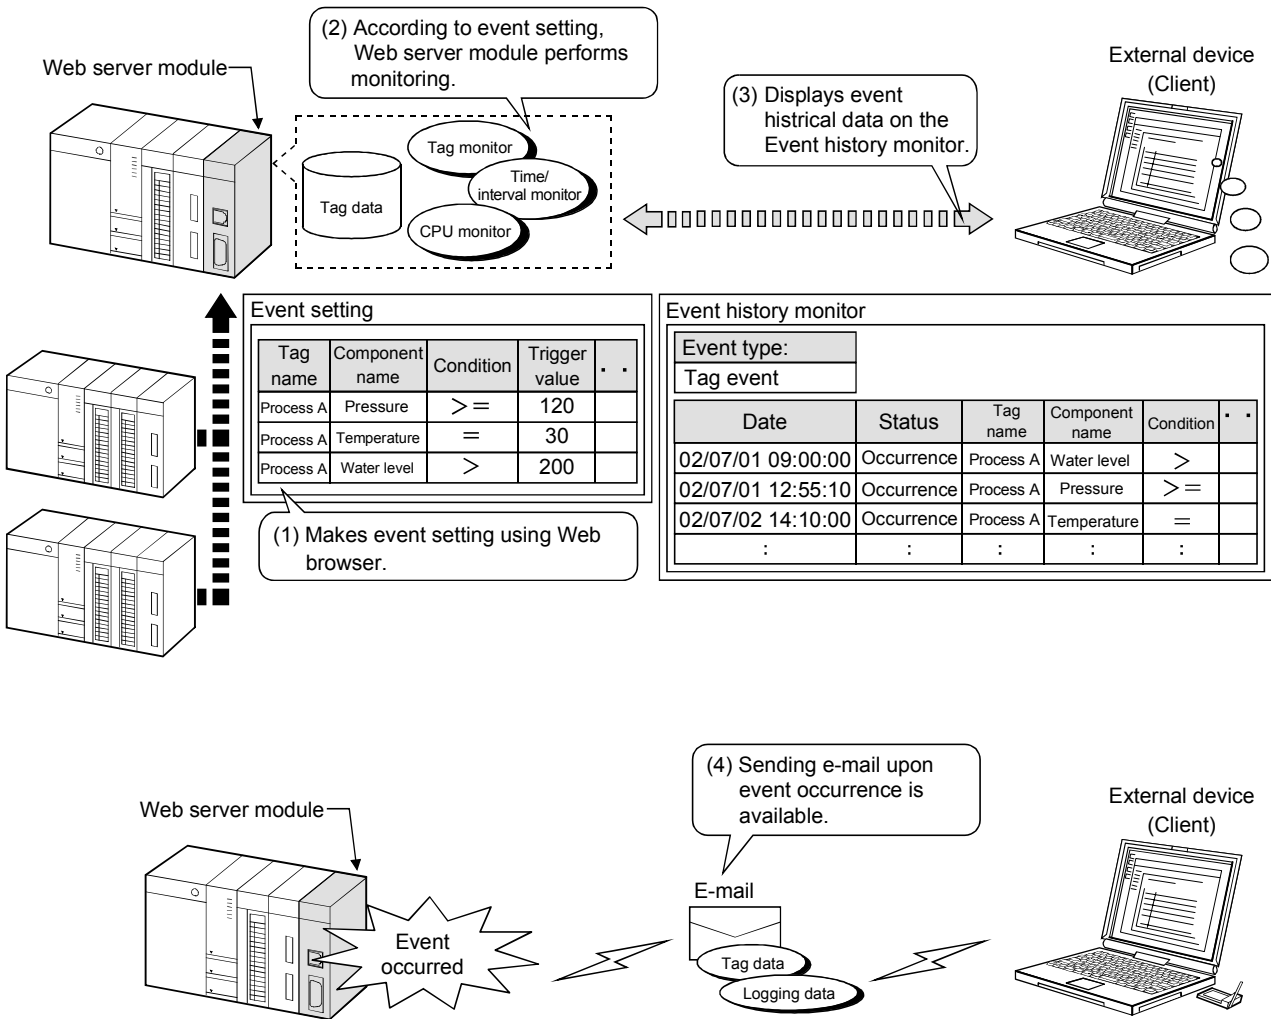 (2) According to event setting,
Web server module performs
monitoring.
Web server module
External device
(Client)
(3) Displays event
histrical data on the
Event history monitor.
Tag monitor
Time/
interval monitor
Tag data
CPU monitor
Event setting
Tag name Component name Condition Trigger value . .
Process A Pressure >= 120
Process A Temperature = 30
Process A Water level > 200
(1) Makes event setting using Web
browser.
Event history monitor
Event type:
Tag event
Date Status Tag name Component name Condition . .
02/07/01 09:00:00 Occurrence Process A Water level >
02/07/01 12:55:10 Occurrence Process A Pressure >=
02/07/02 14:10:00 Occurrence Process A Temperature =
: : : : :
(4) Sending e-mail upon
event occurrence is
available.
Web server module
External device
(Client)
E-mail
Event
occurred
Tag data
Logging data